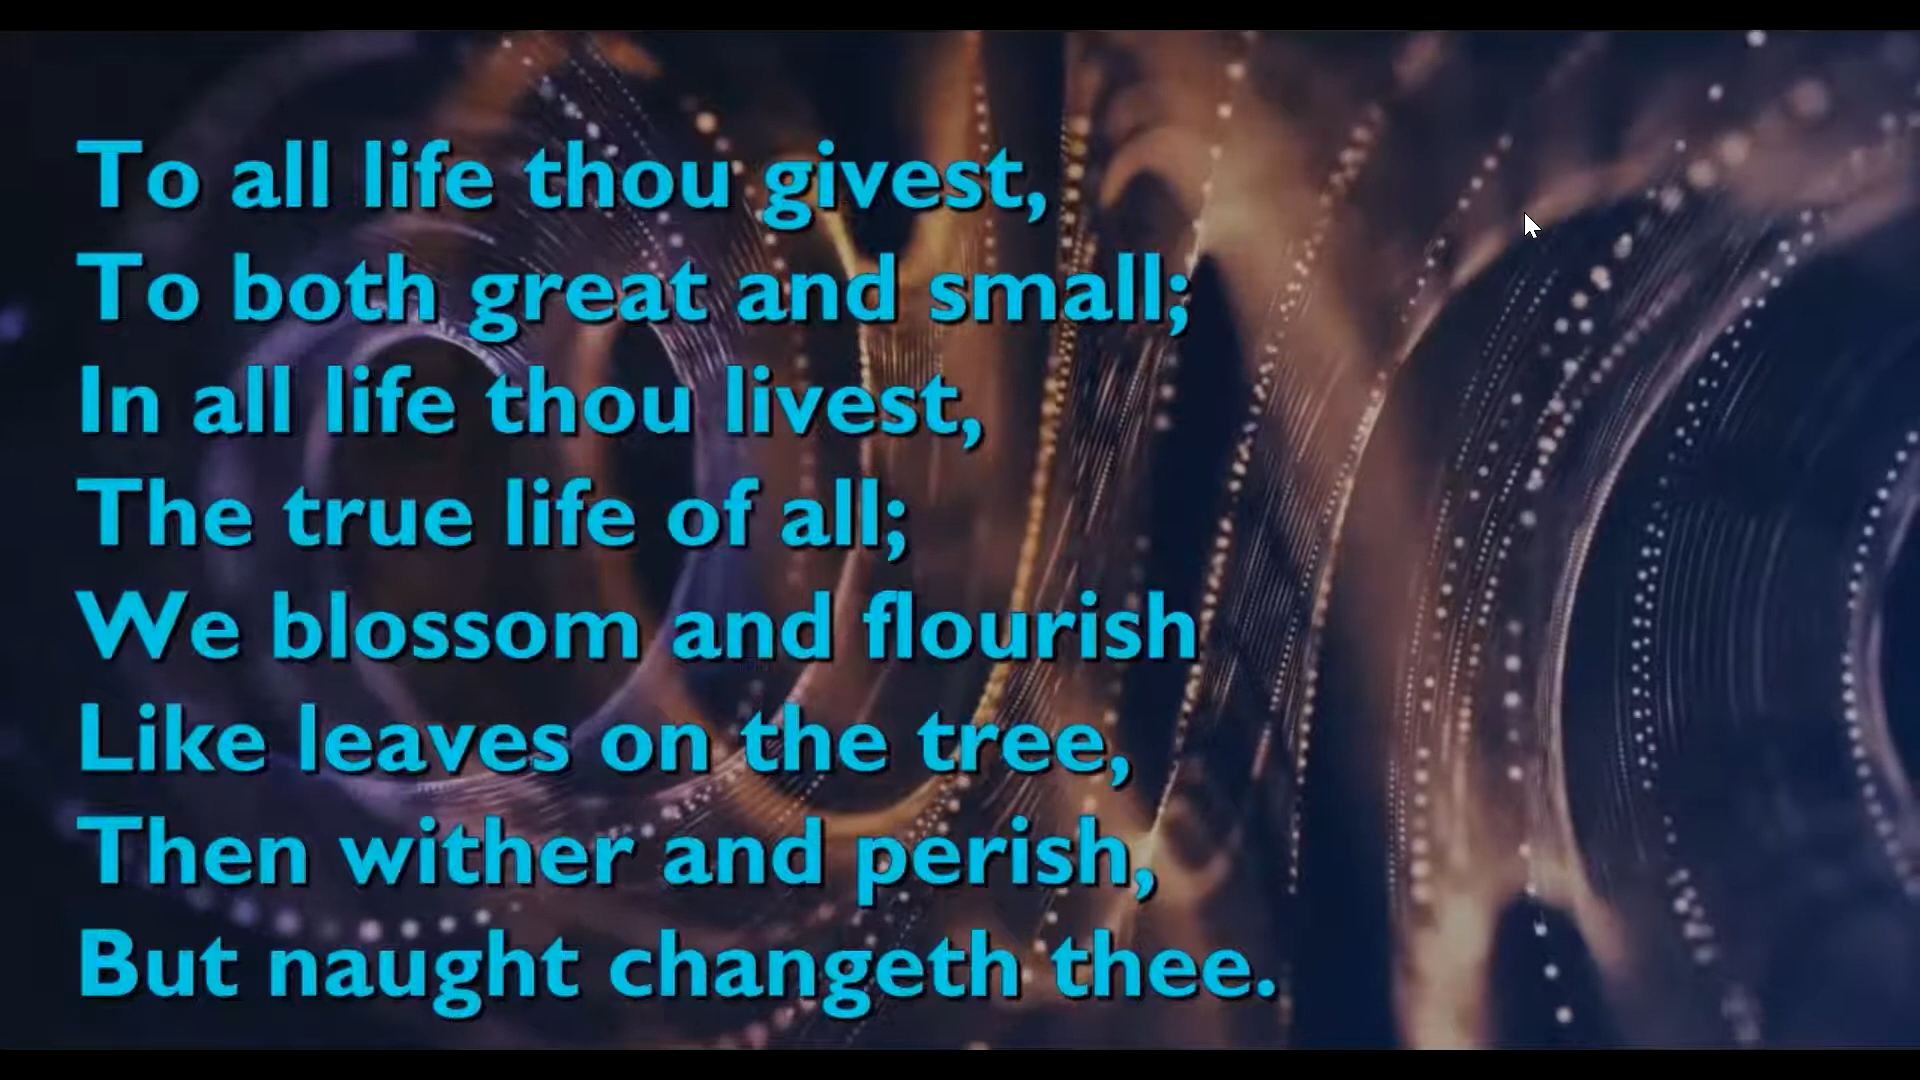 To all life thou givest,
To both great and small;
In all life thou livest,
The true life of all;
We blossom and flourish
Like leaves on the tree,
Then wither and perish,
But naught changeth thee.